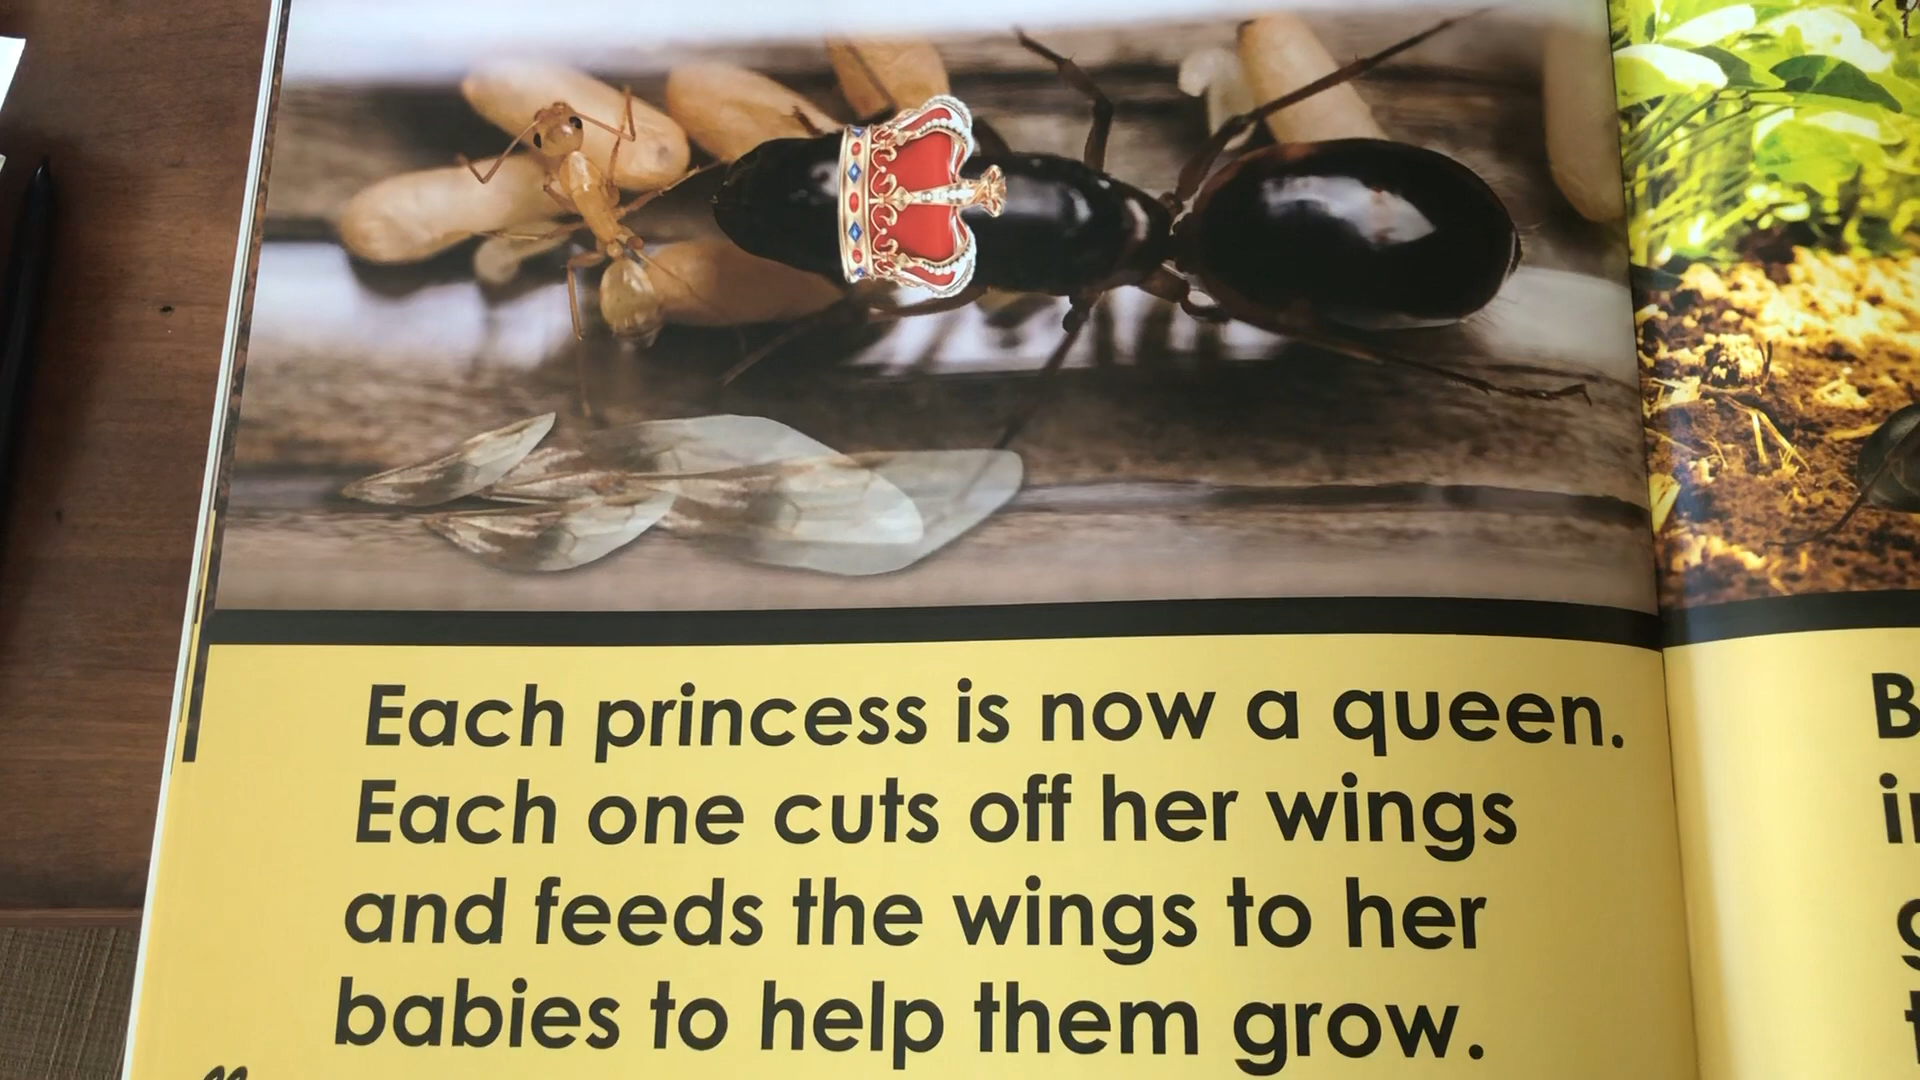 Each princess is now a queen.
Each one cuts off her wings
and feeds the wings to her
babies to help them grow.